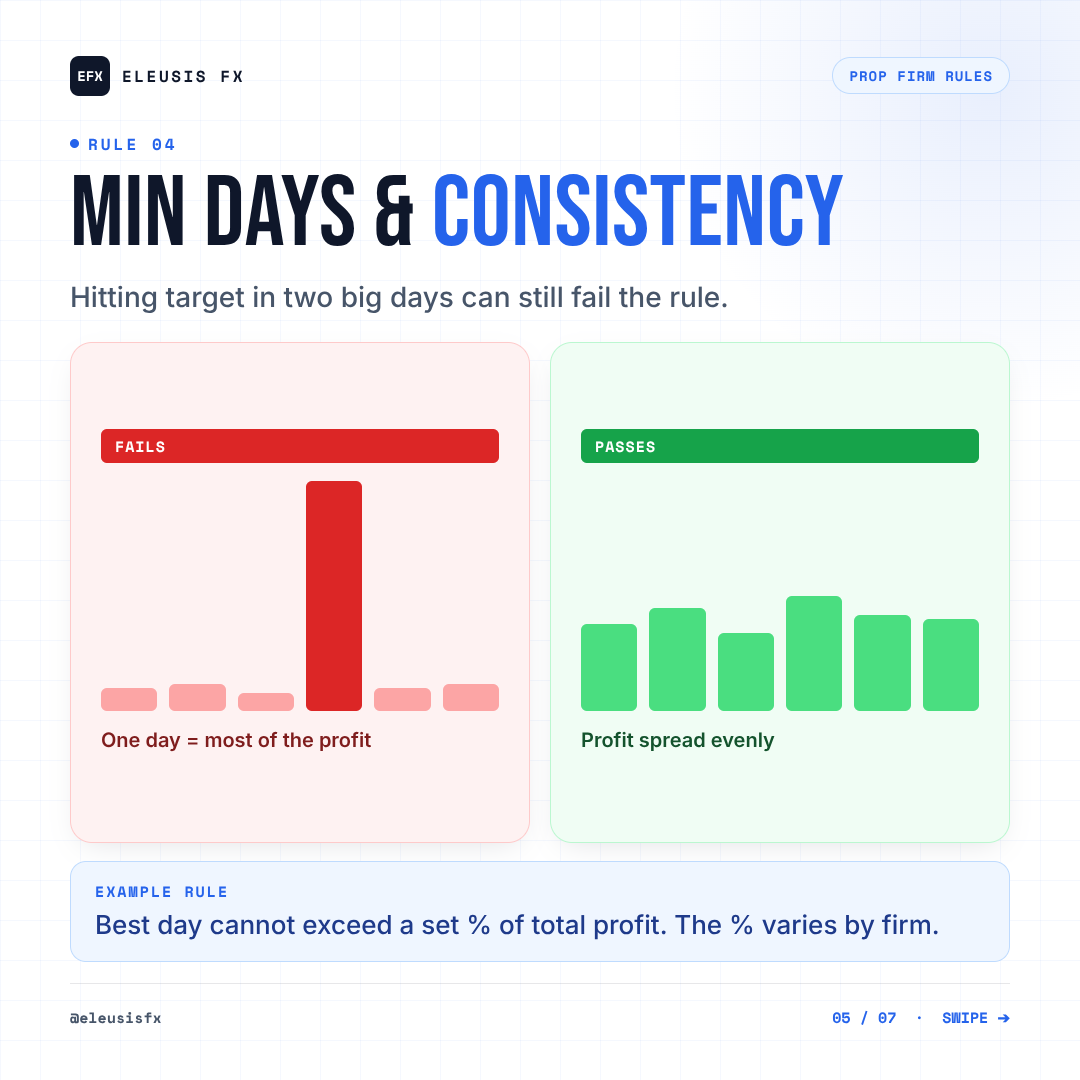 EFX
ELEUSIS FX
PROP FIRM RULES
RULE 04
MIN DAYS & CONSISTENCY
Hitting target in two big days can still fail the rule.
FAILS
One day = most of the profit
PASSES
Profit spread evenly
EXAMPLE RULE
Best day cannot exceed a set % of total profit. The % varies by firm.
@eleusisfx
05 / 07 · SWIPE ➔